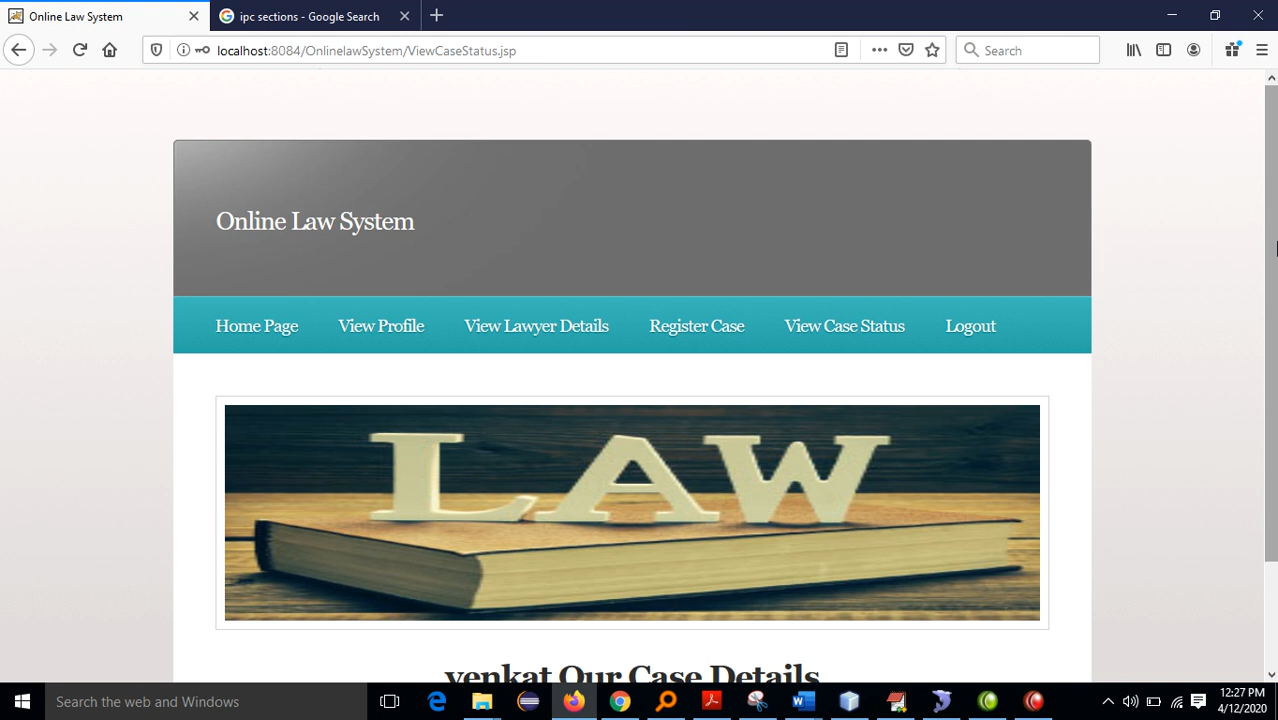 Online Law System
ipc sections - Google Search
localhost:8084/OnlinelawSystem/ViewCaseStatus.jsp
Search
Online Law System
Home Page
View Profile
View Lawyer Details
Register Case
View Case Status
Logout
LAW
venkat Our Case Details
Search the web and Windows
12:27 PM
4/12/2020